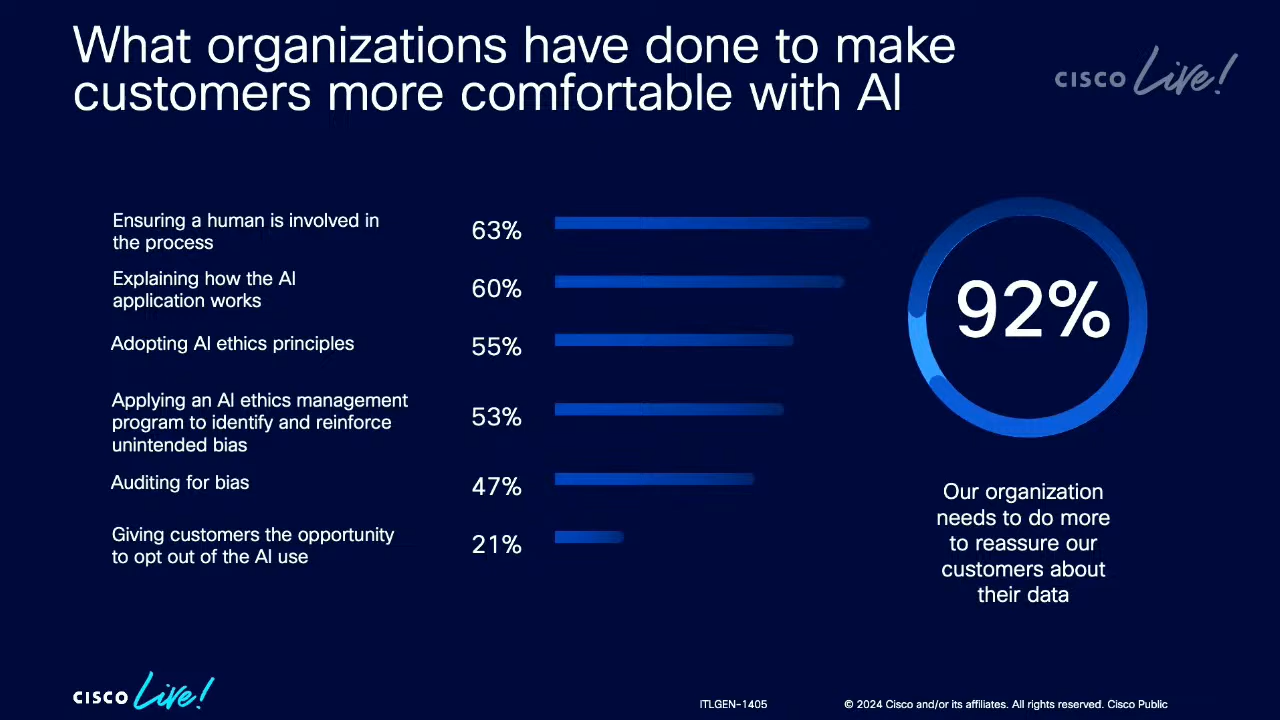 What organizations have done to make
customers more comfortable with AI
CISCO Live!
Ensuring a human is involved in
the process
63%
Explaining how the AI
application works
60%
Adopting AI ethics principles
55%
Applying an AI ethics management
program to identify and reinforce
unintended bias
53%
Auditing for bias
47%
Giving customers the opportunity
to opt out of the AI use
21%
92%
Our organization
needs to do more
to reassure our
customers about
their data
CISCO Live!
ITLGEN-1405
© 2024 Cisco and/or its affiliates. All rights reserved. Cisco Public